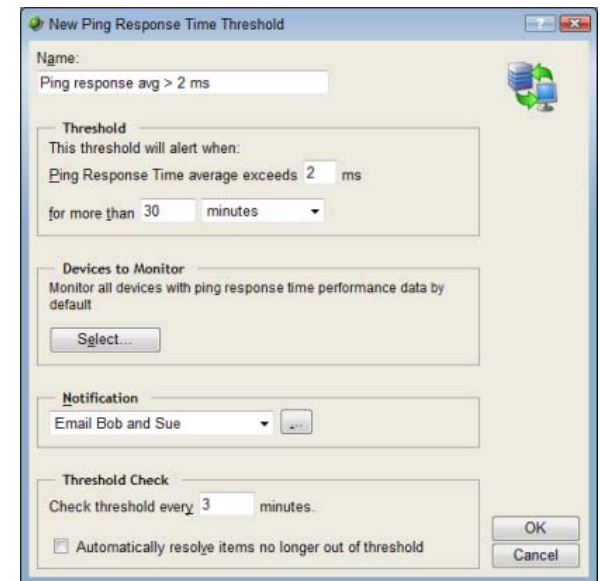 New Ping Response Time Threshold
Name:
Ping response avg > 2 ms
Threshold
This threshold will alert when:
Ping Response Time average exceeds 2 ms
for more than 30 minutes
Devices to Monitor
Monitor all devices with ping response time performance data by
default
Select...
Notification
Email Bob and Sue ...
Threshold Check
Check threshold every 3 minutes.
Automatically resolve items no longer out of threshold
OK
Cancel